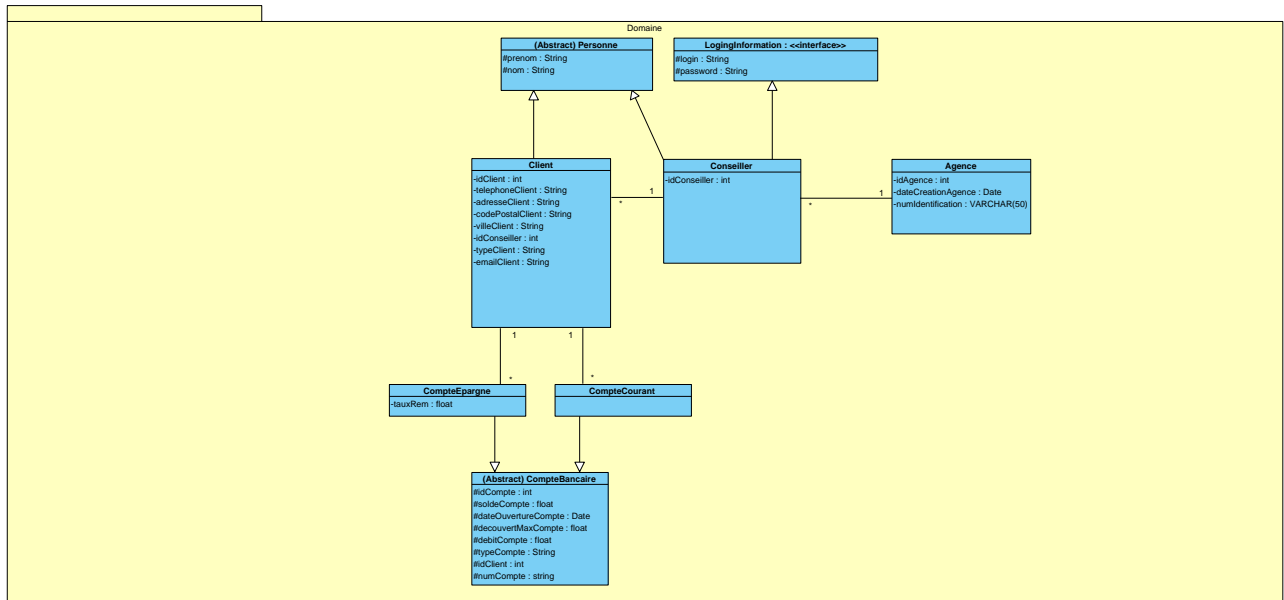 Domaine
(Abstract) Personne
#prenom : String
#nom : String
LogingInformation : <<interface>>
#login : String
#password : String
Client
-idClient : int
-telephoneClient : String
-adresseClient : String
-codePostalClient : String
-villeClient : String
-idConseiller : int
-typeClient : String
-emailClient : String
1
*
Conseiller
-idConseiller : int
1
*
Agence
-idAgence : int
-dateCreationAgence : Date
-numIdentification : VARCHAR(50)
1
1
*
*
CompteEpargne
-tauxRem : float
CompteCourant
(Abstract) CompteBancaire
#idCompte : int
#soldeCompte : float
#dateOuvertureCompte : Date
#decouvertMaxCompte : float
#debitCompte : float
#typeCompte : String
#idClient : int
#numCompte : string